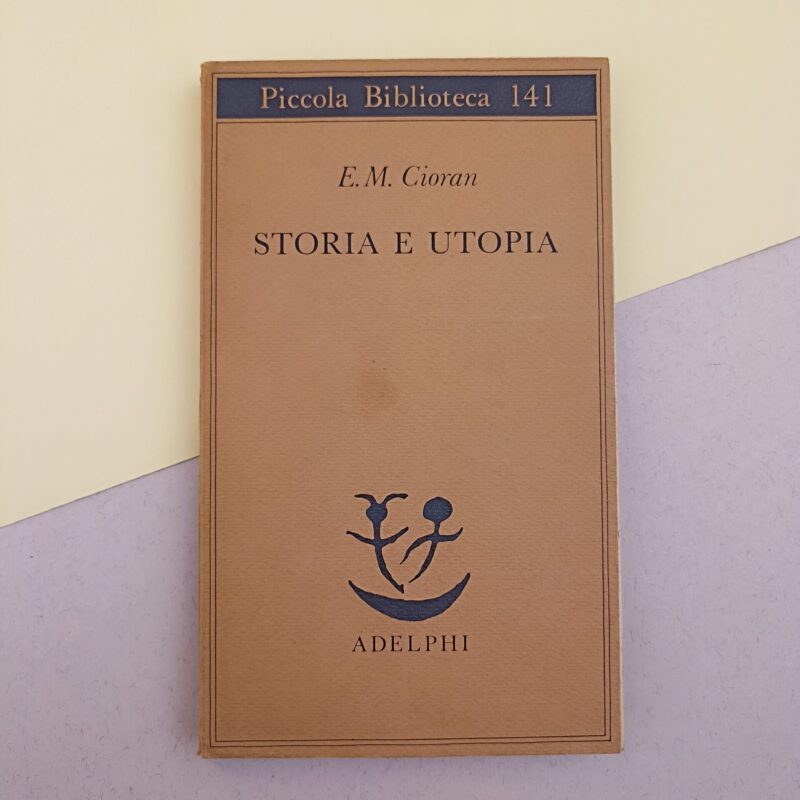 Piccola Biblioteca 141
E. M. Cioran
STORIA E UTOPIA
ADELPHI